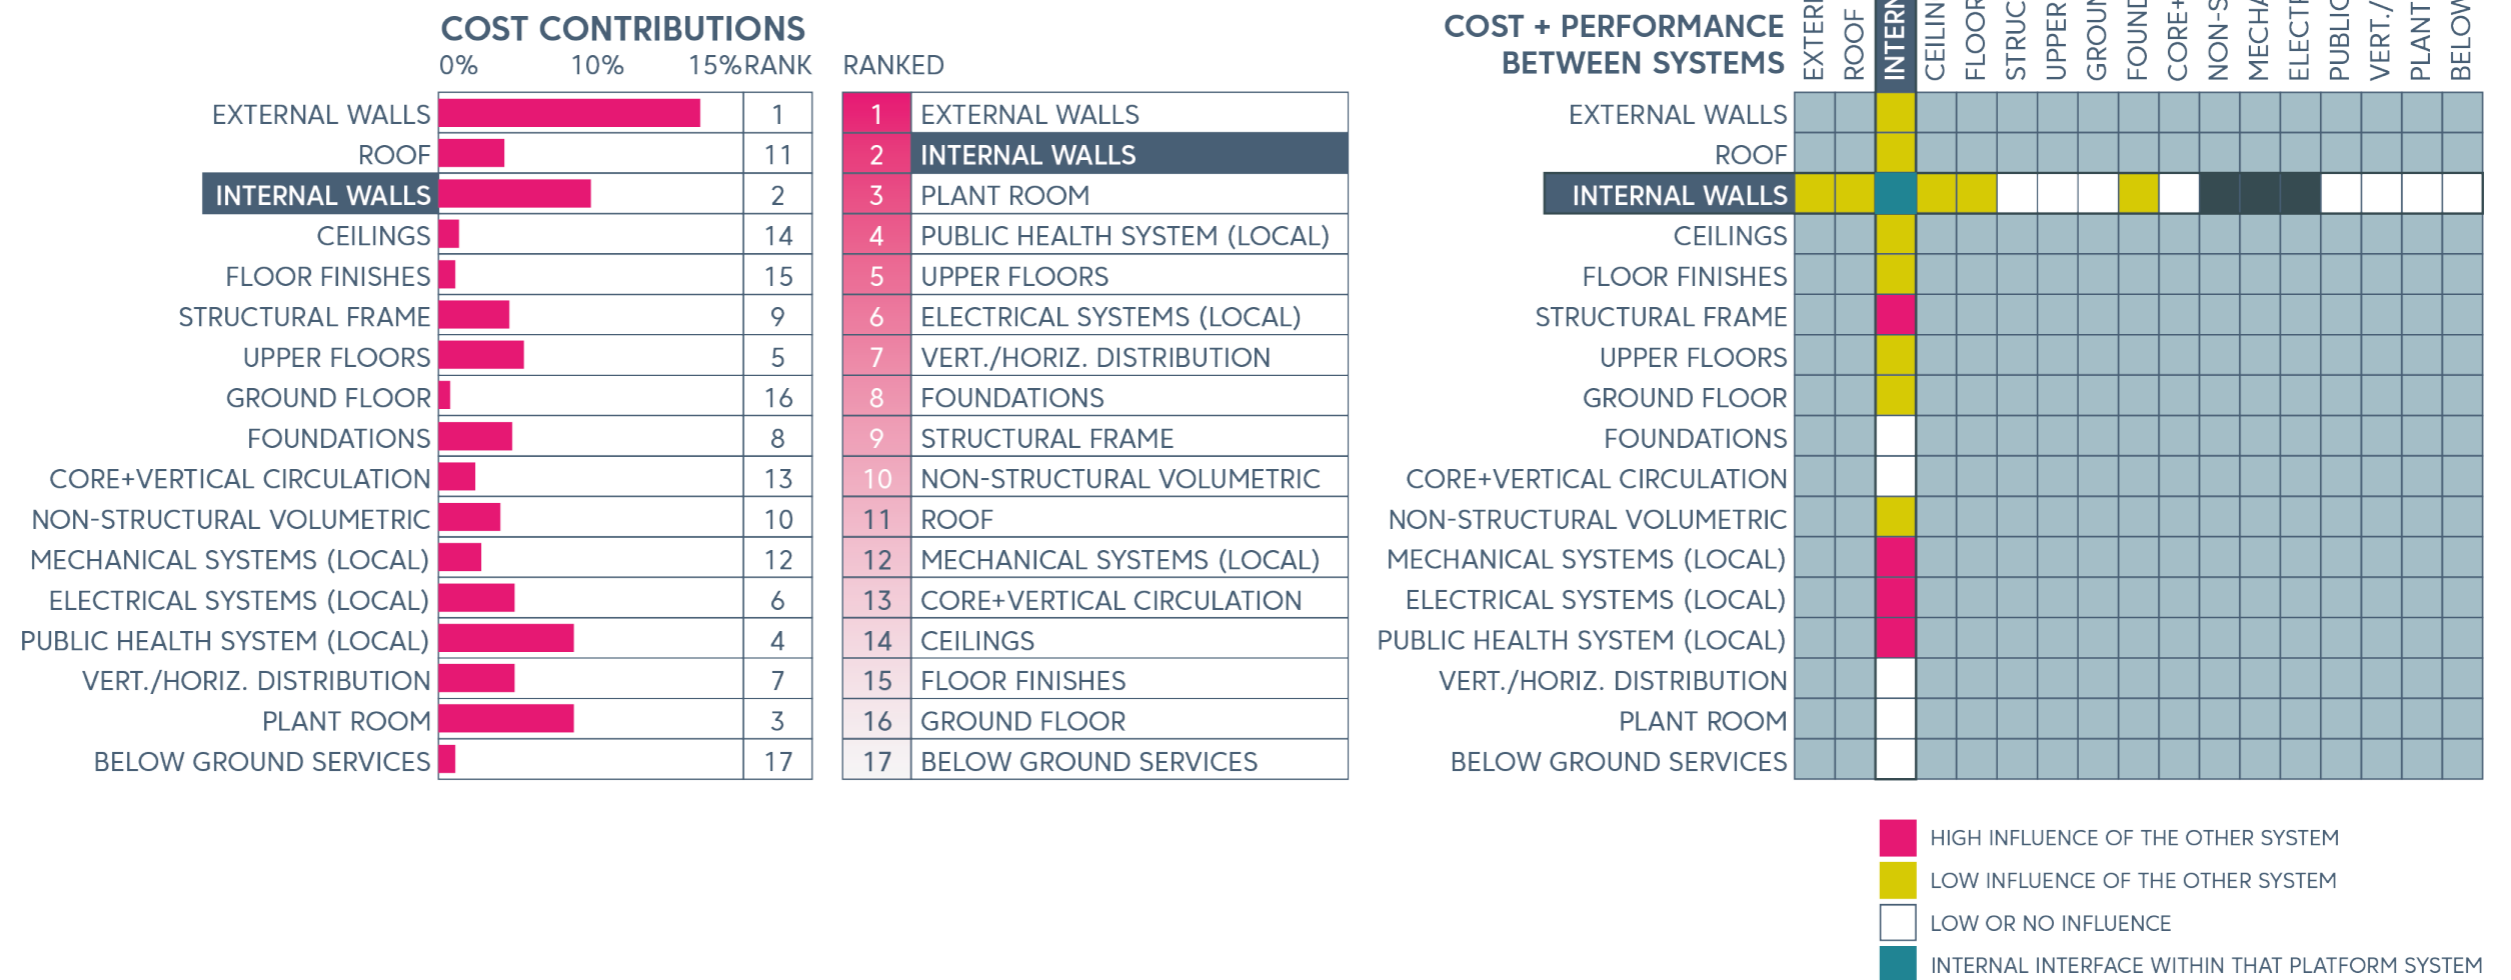 COST CONTRIBUTIONS
0% 10% 15% RANK
EXTERNAL WALLS 1
ROOF 11
INTERNAL WALLS 2
CEILINGS 14
FLOOR FINISHES 15
STRUCTURAL FRAME 9
UPPER FLOORS 5
GROUND FLOOR 16
FOUNDATIONS 8
CORE+VERTICAL CIRCULATION 13
NON-STRUCTURAL VOLUMETRIC 10
MECHANICAL SYSTEMS (LOCAL) 12
ELECTRICAL SYSTEMS (LOCAL) 6
PUBLIC HEALTH SYSTEM (LOCAL) 4
VERT./HORIZ. DISTRIBUTION 7
PLANT ROOM 3
BELOW GROUND SERVICES 17
RANKED
1 EXTERNAL WALLS
2 INTERNAL WALLS
3 PLANT ROOM
4 PUBLIC HEALTH SYSTEM (LOCAL)
5 UPPER FLOORS
6 ELECTRICAL SYSTEMS (LOCAL)
7 VERT./HORIZ. DISTRIBUTION
8 FOUNDATIONS
9 STRUCTURAL FRAME
10 NON-STRUCTURAL VOLUMETRIC
11 ROOF
12 MECHANICAL SYSTEMS (LOCAL)
13 CORE+VERTICAL CIRCULATION
14 CEILINGS
15 FLOOR FINISHES
16 GROUND FLOOR
17 BELOW GROUND SERVICES
COST + PERFORMANCE
BETWEEN SYSTEMS
ROOF
CORE+
VERT./
PLANT
UPPER
EXTERNAL WALLS
ROOF
INTERNAL WALLS
CEILINGS
FLOOR FINISHES
STRUCTURAL FRAME
UPPER FLOORS
GROUND FLOOR
FOUNDATIONS
CORE+VERTICAL CIRCULATION
NON-STRUCTURAL VOLUMETRIC
MECHANICAL SYSTEMS (LOCAL)
ELECTRICAL SYSTEMS (LOCAL)
PUBLIC HEALTH SYSTEM (LOCAL)
VERT./HORIZ. DISTRIBUTION
PLANT ROOM
BELOW GROUND SERVICES
HIGH INFLUENCE OF THE OTHER SYSTEM
LOW INFLUENCE OF THE OTHER SYSTEM
LOW OR NO INFLUENCE
INTERNAL INTERFACE WITHIN THAT PLATFORM SYSTEM